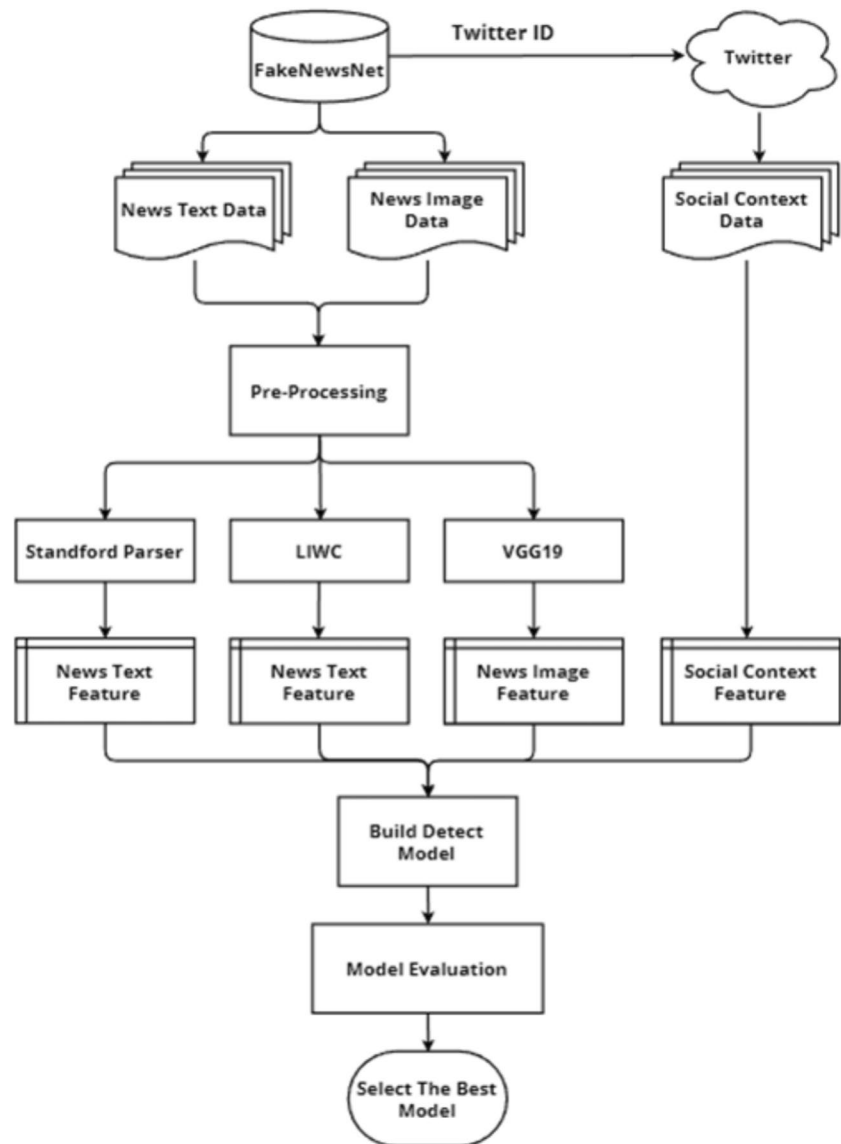 Twitter ID
FakeNewsNet
Twitter
News Text Data
News Image
Data
Social Context
Data
Pre-Processing
Standford Parser
LIWC
VGG19
News Text
Feature
News Text
Feature
News Image
Feature
Social Context
Feature
Build Detect
Model
Model Evaluation
Select The Best
Model